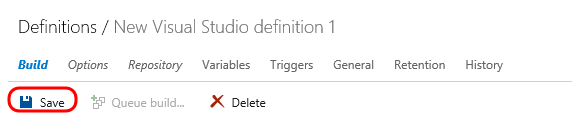 Definitions / New Visual Studio definition 1
Build Options Repository Variables Triggers General Retention History
Save Queue build... Delete